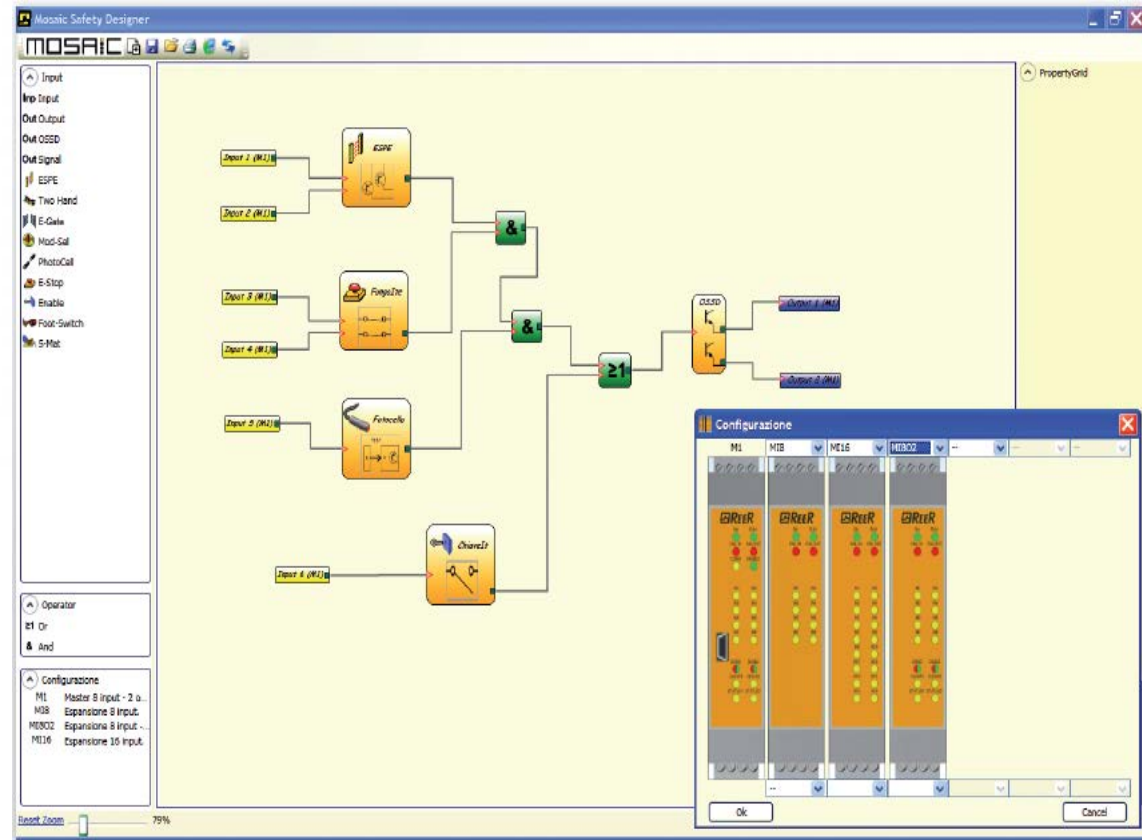 Mosaic Safety Designer
MOSAIC
Input
Inp Input
Out Output
Out OSSD
Out Signal
ESPE
Two Hand
E-Gate
Mod-Sel
PhotoCell
E-Stop
Enable
Foot-Switch
S-Mat
Operator
≥1 Or
& And
Configurazione
M1 Master 8 input - 2 o...
MI8 Espansione 8 input.
MI8O2 Espansione 8 input -...
MI16 Espansione 16 input.
Reset Zoom 79%
PropertyGrid
Input 1 (M1)
Input 2 (M1)
ESPE
&
Input 3 (M1)
Input 4 (M1)
FungoIte
&
Input 5 (M1)
Fotocello
Input 6 (M1)
ChiaveIt
≥1
OSSD
Output 1 (M1)
Output 2 (M1)
Configurazione
M1 MI8 MI16 MI8O2 -- -- --
REER REER REER REER
--
Ok Cancel